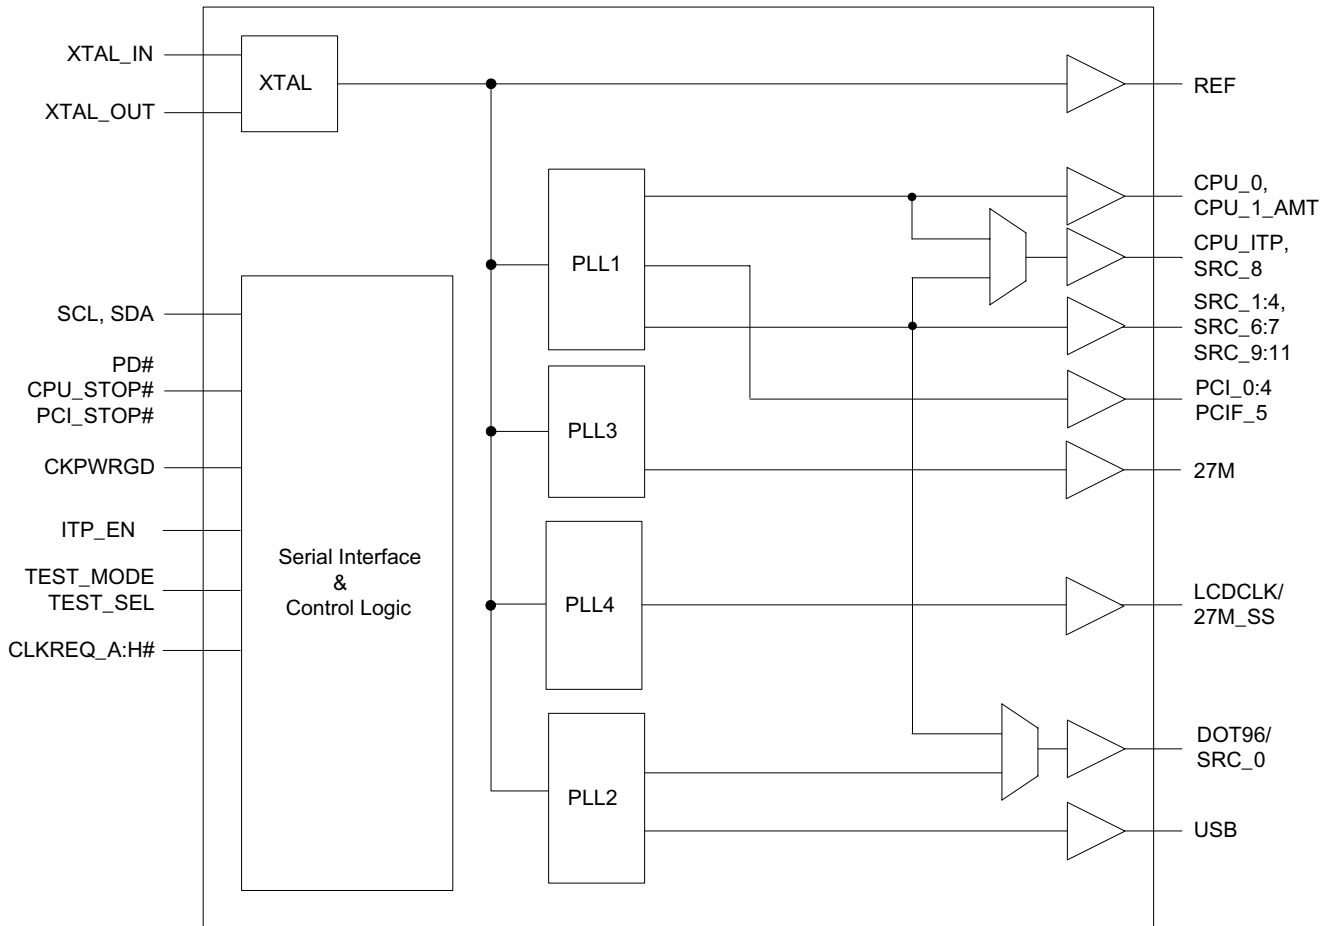 XTAL_IN
XTAL_OUT
XTAL
REF
PLL1
CPU_0,
CPU_1_AMT
CPU_ITP,
SRC_8
SRC_1:4,
SRC_6:7
SRC_9:11
PCI_0:4
PCIF_5
SCL, SDA
PD#
CPU_STOP#
PCI_STOP#
CKPWRGD
ITP_EN
TEST_MODE
TEST_SEL
CLKREQ_A:H#
Serial Interface
&
Control Logic
PLL3
27M
PLL4
LCDCLK/
27M_SS
PLL2
DOT96/
SRC_0
USB